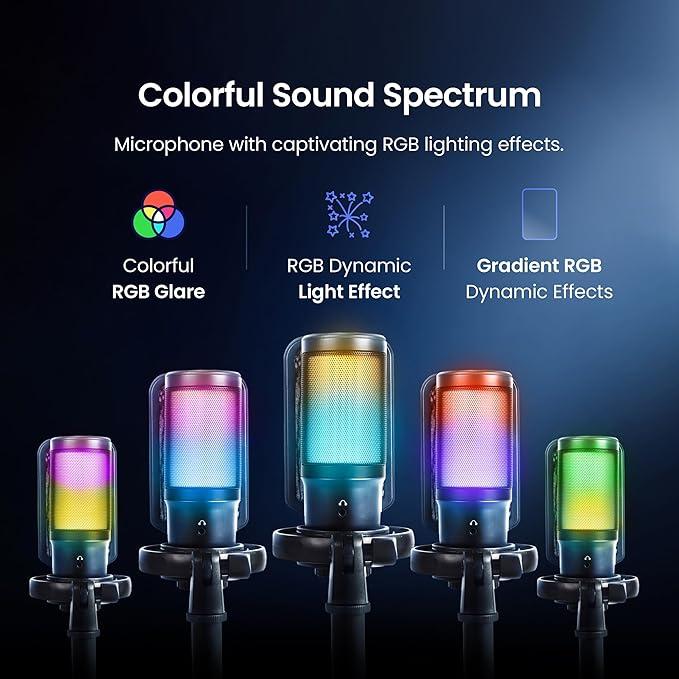 Colorful Sound Spectrum
Microphone with captivating RGB lighting effects.
Colorful
RGB Glare
RGB Dynamic
Light Effect
Gradient RGB
Dynamic Effects